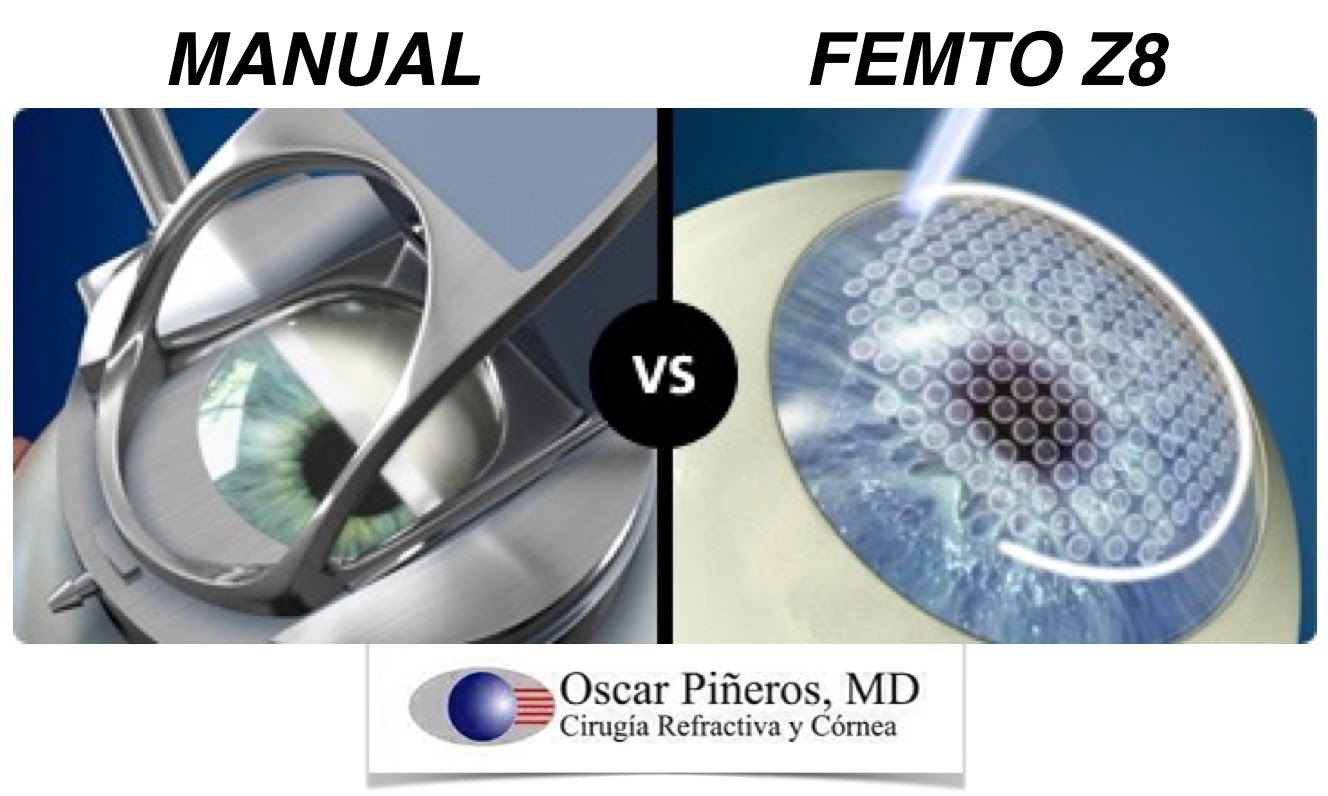 MANUAL
FEMTO Z8
VS
Oscar Piñeros, MD
Cirugía Refractiva y Córnea